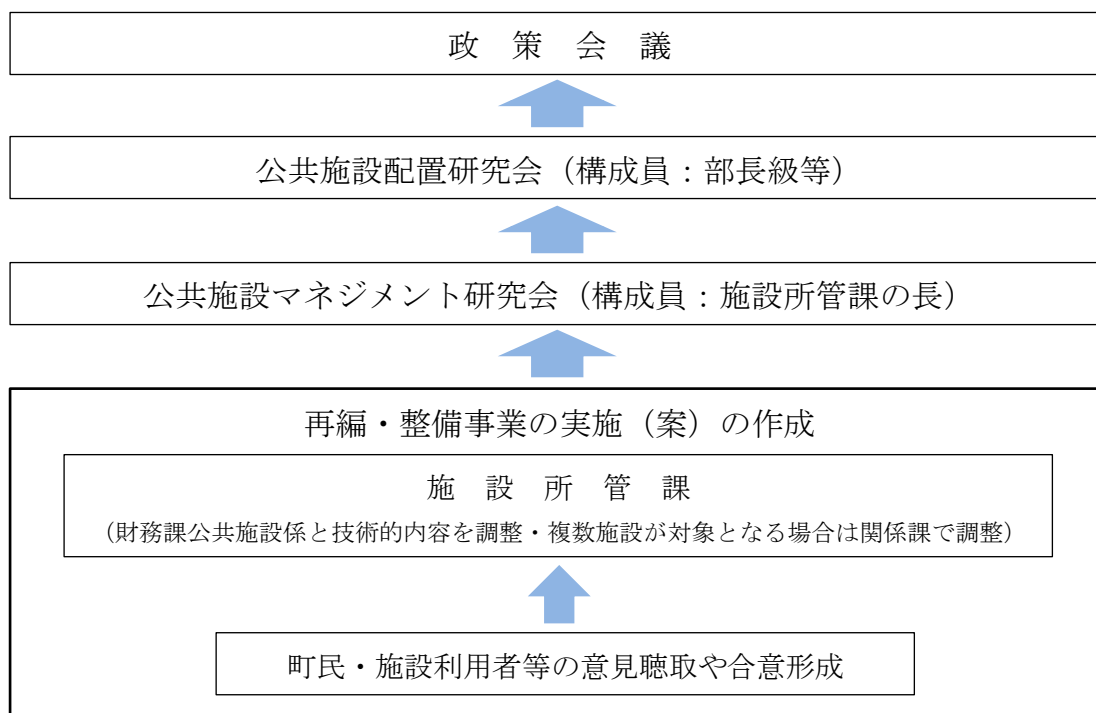 政　策　会　議
公共施設配置研究会（構成員：部長級等）
公共施設マネジメント研究会（構成員：施設所管課の長）
再編・整備事業の実施（案）の作成
施　設　所　管　課
（財務課公共施設係と技術的内容を調整・複数施設が対象となる場合は関係課で調整）
町民・施設利用者等の意見聴取や合意形成